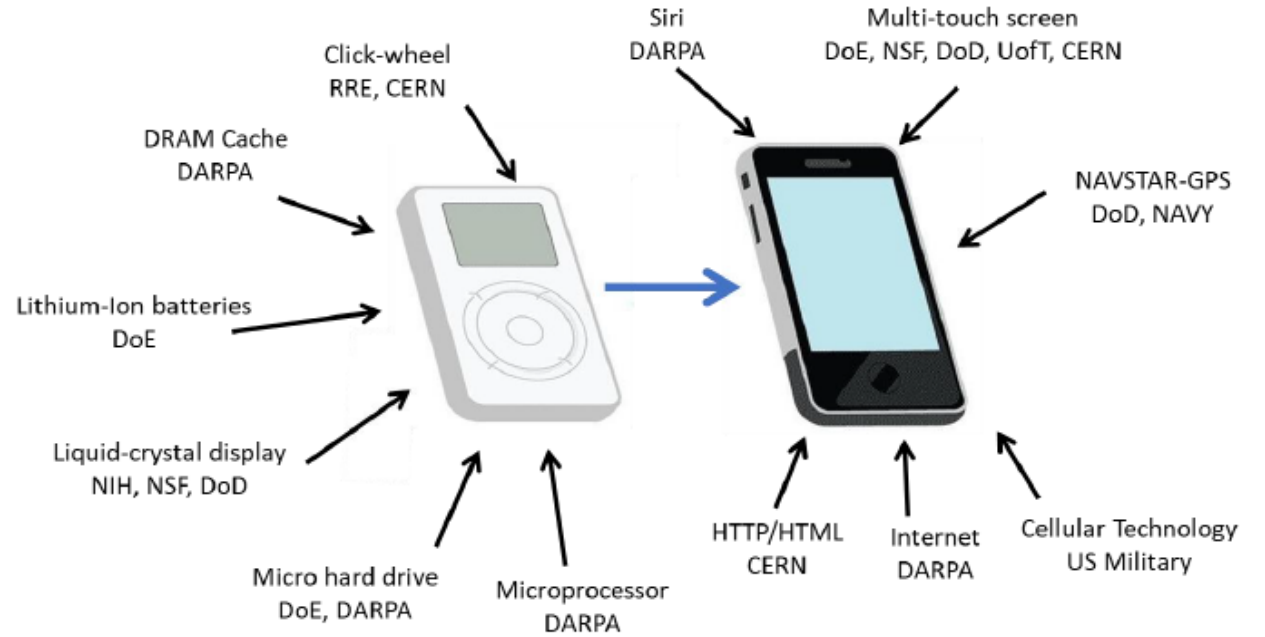 Click-wheel
RRE, CERN
DRAM Cache
DARPA
Lithium-Ion batteries
DoE
Liquid-crystal display
NIH, NSF, DoD
Micro hard drive
DoE, DARPA
Microprocessor
DARPA
Siri
DARPA
Multi-touch screen
DoE, NSF, DoD, UofT, CERN
NAVSTAR-GPS
DoD, NAVY
HTTP/HTML
CERN
Internet
DARPA
Cellular Technology
US Military